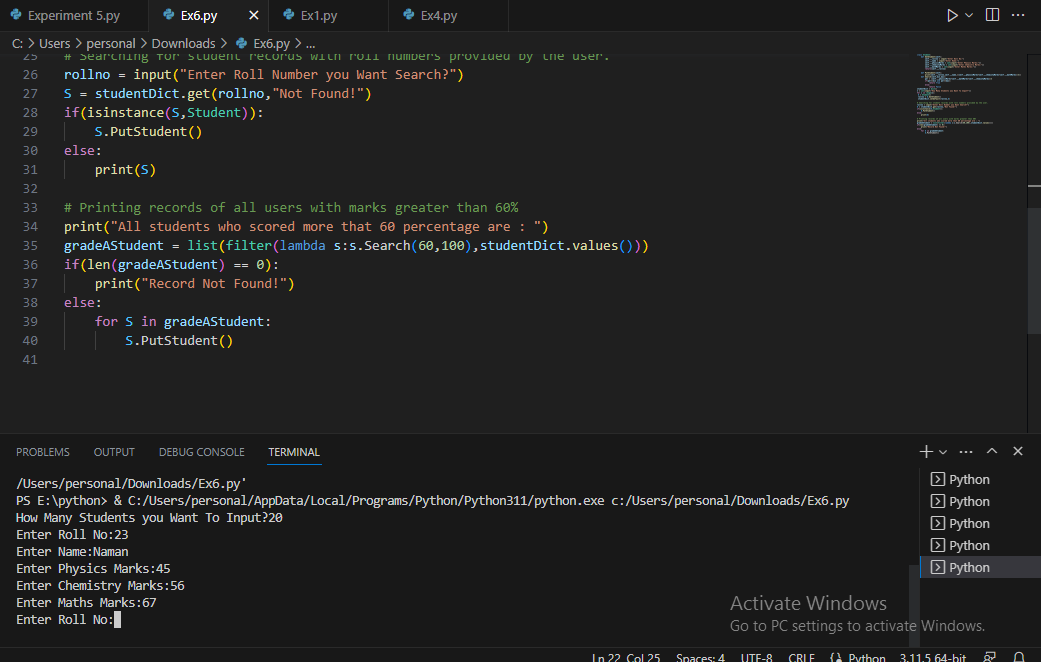 Experiment 5.py Ex6.py Ex1.py Ex4.py
C: > Users > personal > Downloads > Ex6.py > ...
25 # Searching for student records with roll numbers provided by the user.
26 rollno = input("Enter Roll Number you Want Search?")
27 S = studentDict.get(rollno,"Not Found!")
28 if(isinstance(S,Student)):
29 S.PutStudent()
30 else:
31 print(S)
32
33 # Printing records of all users with marks greater than 60%
34 print("All students who scored more that 60 percentage are : ")
35 gradeAStudent = list(filter(lambda s:s.Search(60,100),studentDict.values()))
36 if(len(gradeAStudent) == 0):
37 print("Record Not Found!")
38 else:
39 for S in gradeAStudent:
40 S.PutStudent()
41
PROBLEMS OUTPUT DEBUG CONSOLE TERMINAL
/Users/personal/Downloads/Ex6.py'
PS E:\python> & C:/Users/personal/AppData/Local/Programs/Python/Python311/python.exe c:/Users/personal/Downloads/Ex6.py
How Many Students you Want To Input?20
Enter Roll No:23
Enter Name:Naman
Enter Physics Marks:45
Enter Chemistry Marks:56
Enter Maths Marks:67
Enter Roll No:
Python
Python
Python
Python
Python
Activate Windows
Go to PC settings to activate Windows.
Ln 22, Col 25 Spaces: 4 UTF-8 CRLF Python 3.11.5 64-bit